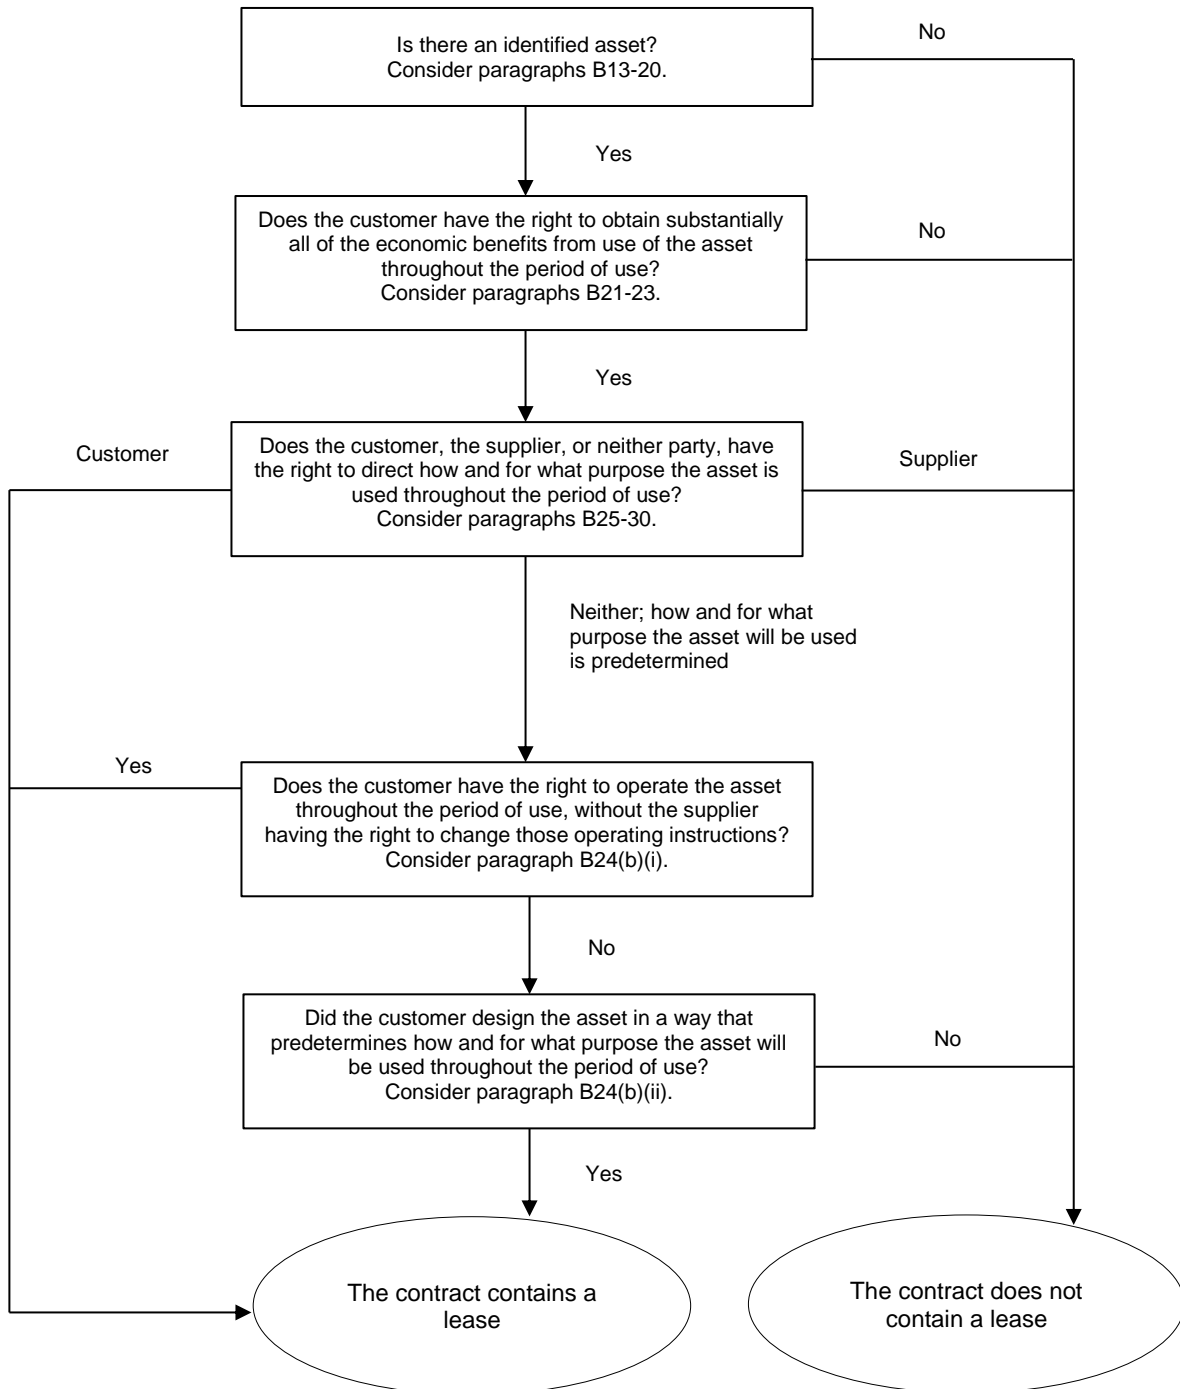 Is there an identified asset?
Consider paragraphs B13-20.
No
Yes
Does the customer have the right to obtain substantially
all of the economic benefits from use of the asset
throughout the period of use?
Consider paragraphs B21-23.
No
Yes
Customer
Does the customer, the supplier, or neither party, have
the right to direct how and for what purpose the asset is
used throughout the period of use?
Consider paragraphs B25-30.
Supplier
Neither; how and for what
purpose the asset will be used
is predetermined
Yes
Does the customer have the right to operate the asset
throughout the period of use, without the supplier
having the right to change those operating instructions?
Consider paragraph B24(b)(i).
No
Did the customer design the asset in a way that
predetermines how and for what purpose the asset will
be used throughout the period of use?
Consider paragraph B24(b)(ii).
No
Yes
The contract contains a
lease
The contract does not
contain a lease